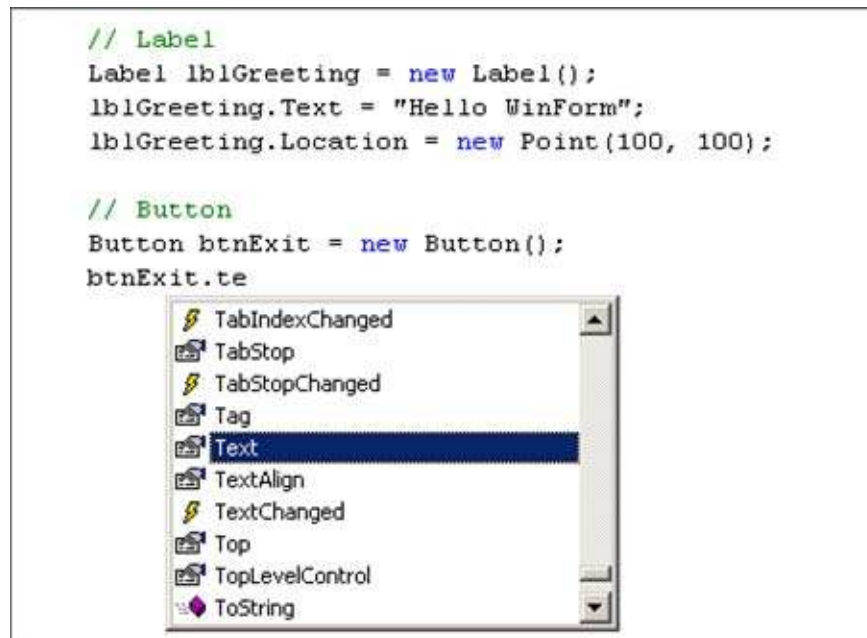 // Label
Label lblGreeting = new Label();
lblGreeting.Text = "Hello WinForm";
lblGreeting.Location = new Point(100, 100);
// Button
Button btnExit = new Button();
btnExit.te
TabIndexChanged
TabStop
TabStopChanged
Tag
Text
TextAlign
TextChanged
Top
TopLevelControl
ToString